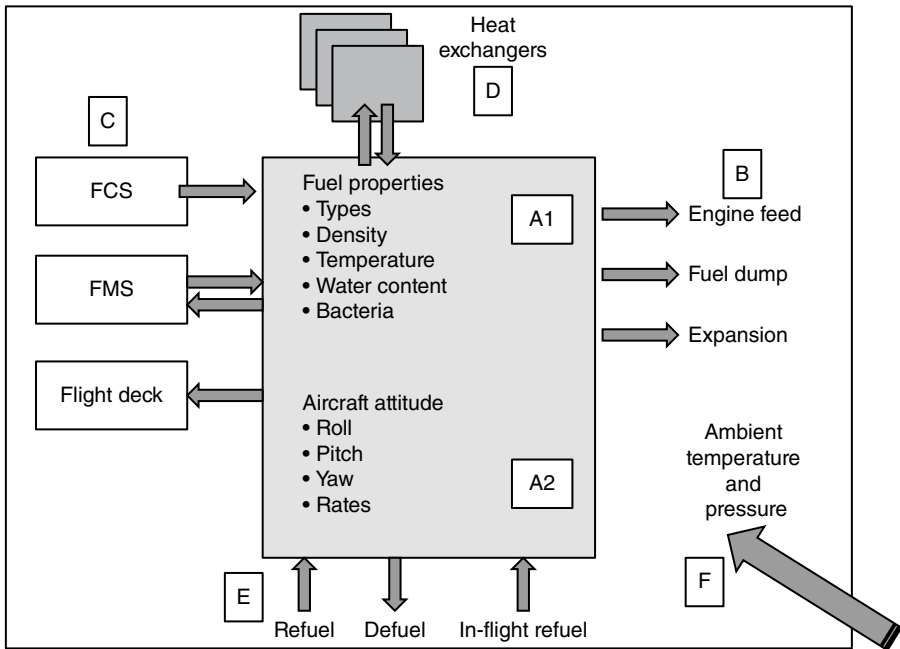 Heat
exchangers
D
C
FCS
FMS
Flight deck
Fuel properties
• Types
• Density
• Temperature
• Water content
• Bacteria
A1
Aircraft attitude
• Roll
• Pitch
• Yaw
• Rates
A2
B
Engine feed
Fuel dump
Expansion
Ambient
temperature
and
pressure
F
E
Refuel
Defuel
In-flight refuel